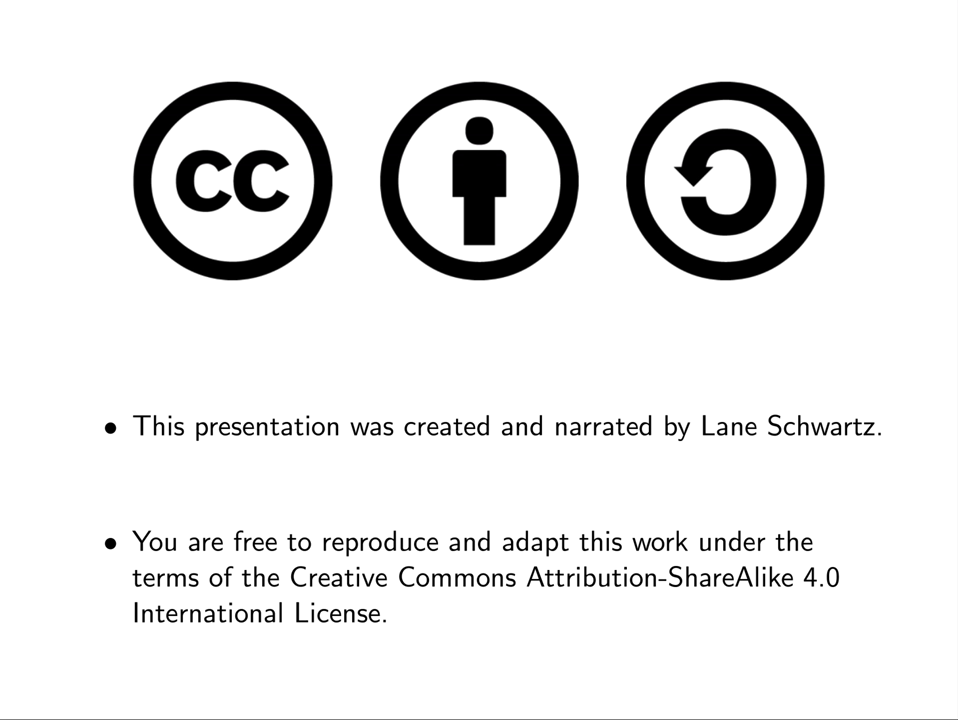 cc
• This presentation was created and narrated by Lane Schwartz.
• You are free to reproduce and adapt this work under the
terms of the Creative Commons Attribution-ShareAlike 4.0
International License.